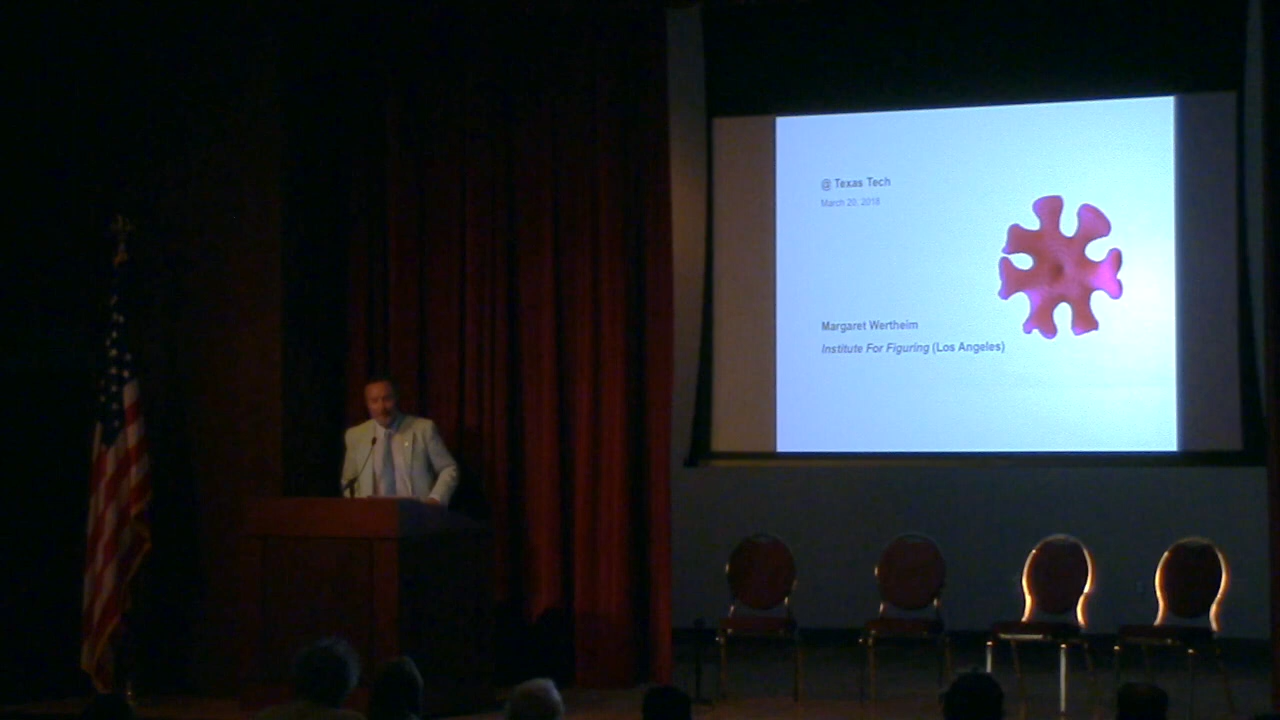 @ Texas Tech
March 20, 2018
Margaret Wertheim
Institute For Figuring (Los Angeles)